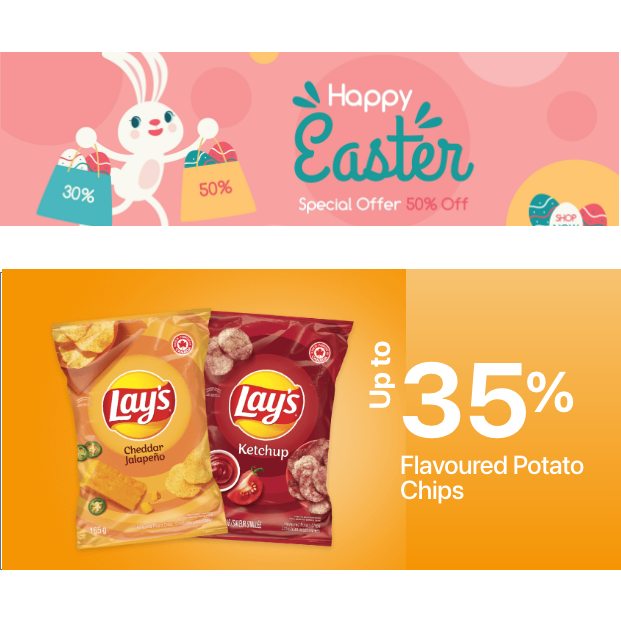 Happy
Easter
30%
50%
Special Offer 50% Off
SHOP
Up to
35%
Lay's
Lay's
Cheddar
Jalapeño
Ketchup
165 g
Flavoured Potato
Chips